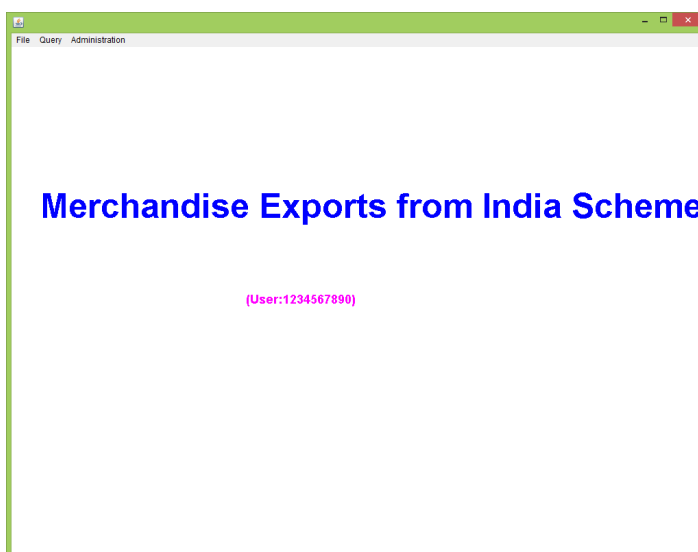 File Query Administration
Merchandise Exports from India Scheme
(User:1234567890)